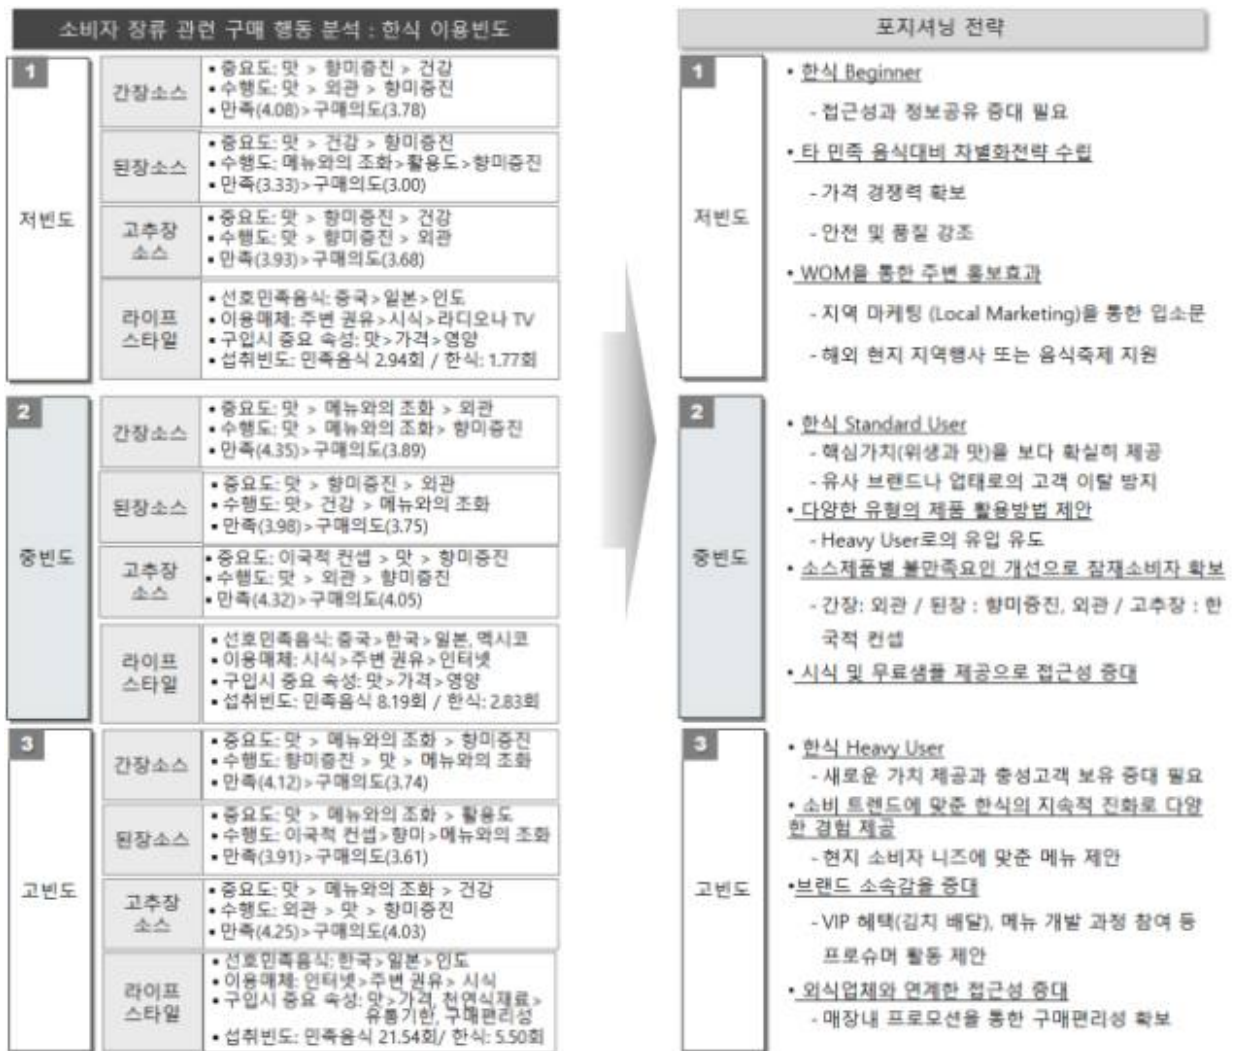 소비자 장류 관련 구매 행동 분석 : 한식 이용빈도
1
저빈도
간장소스
▪ 중요도: 맛 > 향미증진 > 건강
▪ 수행도: 맛 > 외관 > 향미증진
▪ 만족(4.08)>구매의도(3.78)
된장소스
▪ 중요도: 맛 > 건강 > 향미증진
▪ 수행도: 메뉴와의 조화>활용도>향미증진
▪ 만족(3.33)>구매의도(3.00)
고추장
소스
▪ 중요도: 맛 > 향미증진 > 건강
▪ 수행도: 맛 > 향미증진 > 외관
▪ 만족(3.93)>구매의도(3.68)
라이프
스타일
▪ 선호민족음식: 중국>일본>인도
▪ 이용매체: 주변 권유>시식>라디오나 TV
▪ 구입시 중요 속성: 맛>가격>영양
▪ 섭취빈도: 민족음식 2.94회 / 한식: 1.77회
2
중빈도
간장소스
▪ 중요도: 맛 > 메뉴와의 조화 > 외관
▪ 수행도: 맛 > 메뉴와의 조화> 향미증진
▪ 만족(4.35)>구매의도(3.89)
된장소스
▪ 중요도: 맛 > 향미증진 > 외관
▪ 수행도: 맛> 건강 > 메뉴와의 조화
▪ 만족(3.98)>구매의도(3.75)
고추장
소스
▪ 중요도: 이국적 컨셉 > 맛 > 향미증진
▪ 수행도: 맛 > 외관 > 향미증진
▪ 만족(4.32)>구매의도(4.05)
라이프
스타일
▪ 선호민족음식: 중국>한국>일본, 멕시코
▪ 이용매체: 시식>주변 권유>인터넷
▪ 구입시 중요 속성: 맛>가격>영양
▪ 섭취빈도: 민족음식 8.19회 / 한식: 2.83회
3
고빈도
간장소스
▪ 중요도: 맛 > 메뉴와의 조화 > 향미증진
▪ 수행도: 향미증진 > 맛 > 메뉴와의 조화
▪ 만족(4.12)>구매의도(3.74)
된장소스
▪ 중요도: 맛 > 메뉴와의 조화 > 활용도
▪ 수행도: 이국적 컨셉>향미>메뉴와의 조화
▪ 만족(3.91)>구매의도(3.61)
고추장
소스
▪ 중요도: 맛 > 메뉴와의 조화 > 건강
▪ 수행도: 외관 > 맛 > 향미증진
▪ 만족(4.25)>구매의도(4.03)
라이프
스타일
▪ 선호민족음식: 한국>일본>인도
▪ 이용매체: 인터넷>주변 권유> 시식
▪ 구입시 중요 속성: 맛>가격, 천연식재료>
유통기한, 구매편리성
▪ 섭취빈도: 민족음식 21.54회/ 한식: 5.50회
포지셔닝 전략
1
저빈도
• 한식 Beginner
- 접근성과 정보공유 증대 필요
• 타 민족 음식대비 차별화전략 수립
- 가격 경쟁력 확보
- 안전 및 품질 강조
• WOM을 통한 주변 홍보효과
- 지역 마케팅 (Local Marketing)을 통한 입소문
- 해외 현지 지역행사 또는 음식축제 지원
2
중빈도
• 한식 Standard User
- 핵심가치(위생과 맛)을 보다 확실히 제공
- 유사 브랜드나 업태로의 고객 이탈 방지
• 다양한 유형의 제품 활용방법 제안
- Heavy User로의 유입 유도
• 소스제품별 불만족요인 개선으로 잠재소비자 확보
- 간장: 외관 / 된장 : 향미증진, 외관 / 고추장 : 한
국적 컨셉
• 시식 및 무료샘플 제공으로 접근성 증대
3
고빈도
• 한식 Heavy User
- 새로운 가치 제공과 충성고객 보유 증대 필요
• 소비 트렌드에 맞춘 한식의 지속적 진화로 다양
한 경험 제공
- 현지 소비자 니즈에 맞춘 메뉴 제안
•브랜드 소속감을 증대
- VIP 혜택(김치 배달), 메뉴 개발 과정 참여 등
프로슈머 활동 제안
• 외식업체와 연계한 접근성 증대
- 매장내 프로모션을 통한 구매편리성 확보